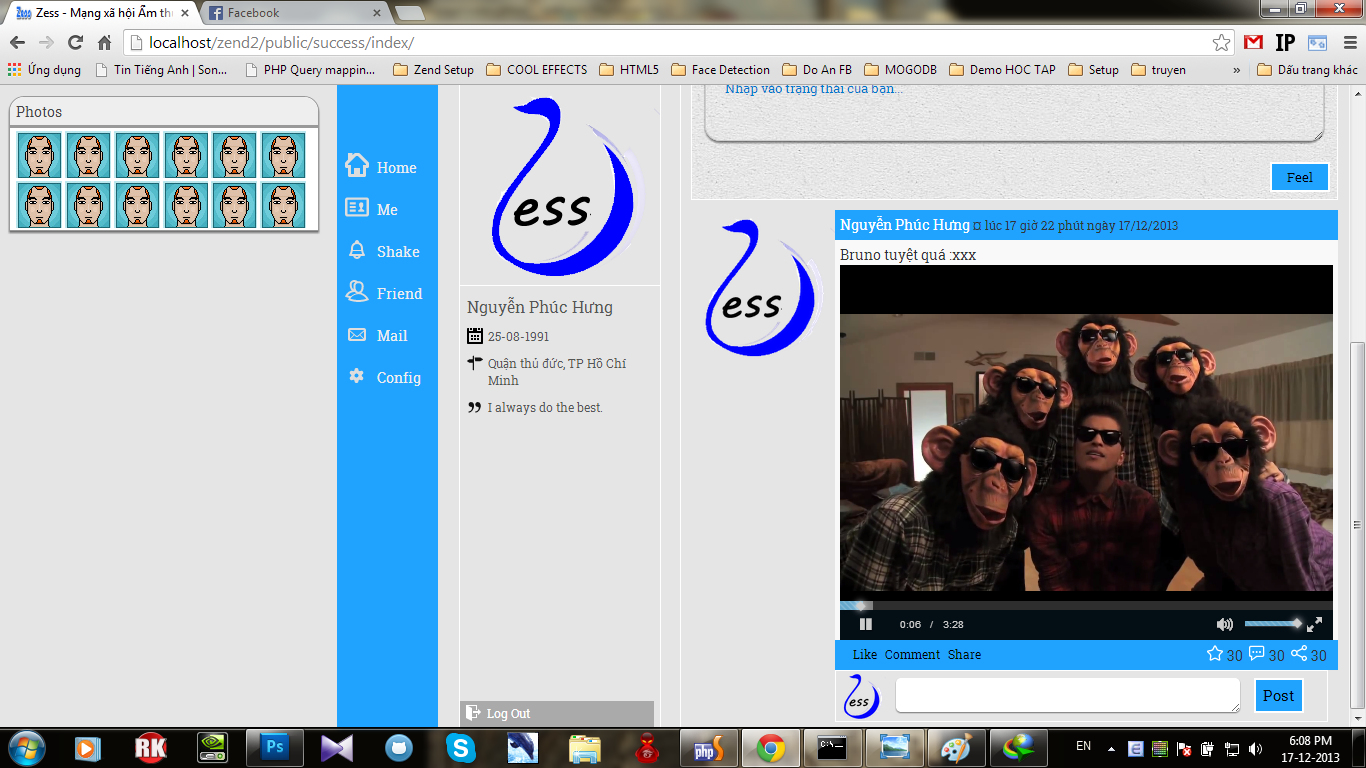 Zess - Mạng xã hội Ẩm th
Facebook
localhost/zend2/public/success/index/
IP
Ứng dụng
Tin Tiếng Anh | Son...
PHP Query mappin...
Zend Setup
COOL EFFECTS
HTML5
Face Detection
Do An FB
MOGODB
Demo HOC TAP
Setup
truyen
»
Dấu trang khác
Photos
Home
Me
Shake
Friend
Mail
Config
ess
Nguyễn Phúc Hưng
25-08-1991
Quận thủ đức, TP Hồ Chí
Minh
I always do the best.
Log Out
Nhập vào trạng thái của bạn...
Feel
ess
Nguyễn Phúc Hưng ¤ lúc 17 giờ 22 phút ngày 17/12/2013
Bruno tuyệt quá :xxx
0:06 / 3:28
Like Comment Share
30 30 30
ess
Post
RK
Ps
php
C:\_
EN
6:08 PM
17-12-2013